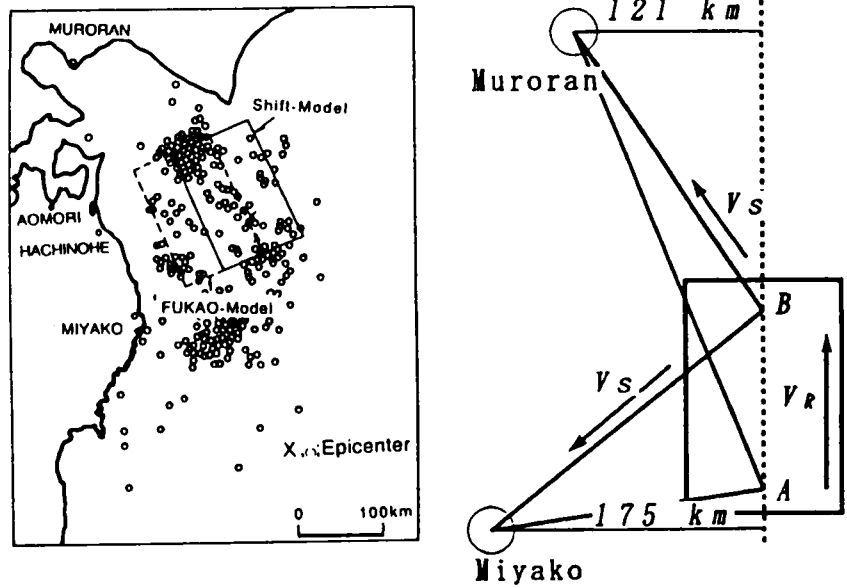 MURORAN
Shift-Model
AOMORI
HACHINOHE
FUKAO-Model
MIYAKO
Epicenter
0 100km
121 km
Muroran
Vs
B
Vs
VR
A
175 km
Miyako